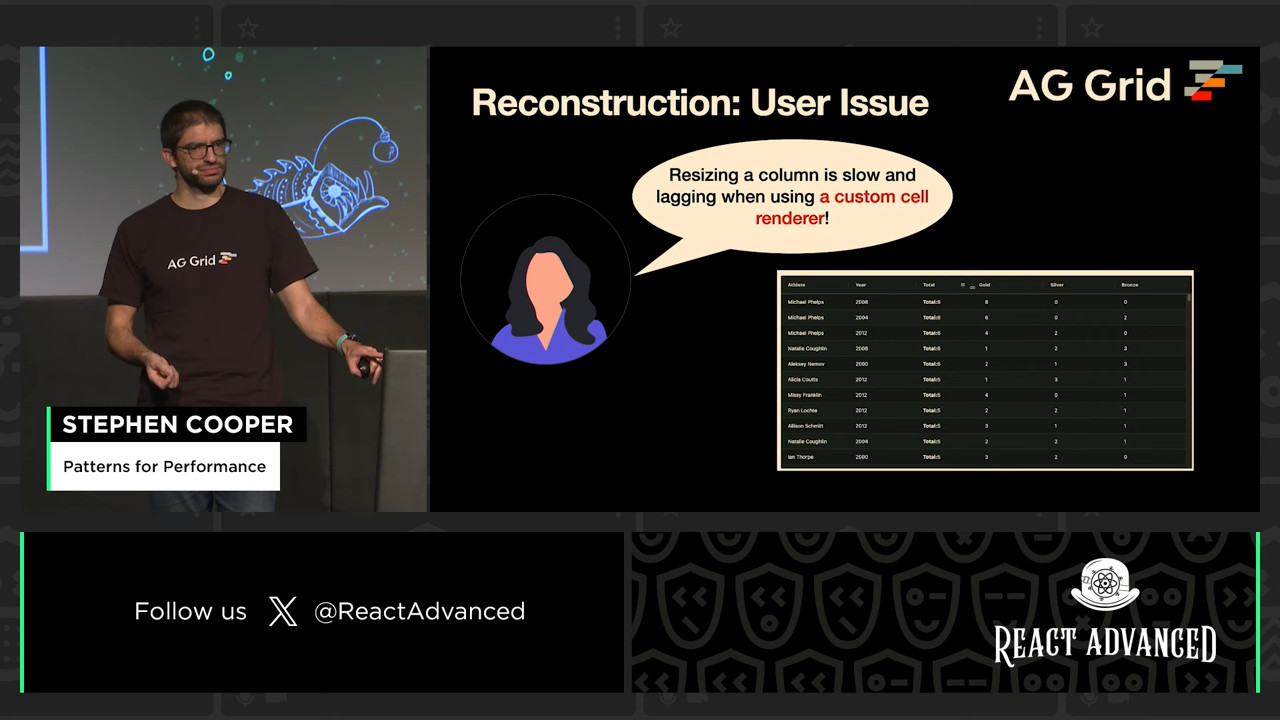 AG Grid
Reconstruction: User Issue
Resizing a column is slow and
lagging when using a custom cell
renderer!
AG Grid
Athlete Year Total Gold Silver Bronze
Michael Phelps 2008 Total:8 8 0 0
Michael Phelps 2004 Total:8 6 0 2
Michael Phelps 2012 Total:6 4 2 0
Natalie Coughlin 2008 Total:6 1 2 3
Aleksey Nemov 2000 Total:6 2 1 3
Alicia Coutts 2012 Total:5 1 3 1
Missy Franklin 2012 Total:5 4 0 1
Ryan Lochte 2012 Total:5 2 2 1
Allison Schmitt 2012 Total:5 3 1 1
Natalie Coughlin 2004 Total:5 2 2 1
Ian Thorpe 2000 Total:5 3 2 0
STEPHEN COOPER
Patterns for Performance
Follow us X @ReactAdvanced
REACT ADVANCED